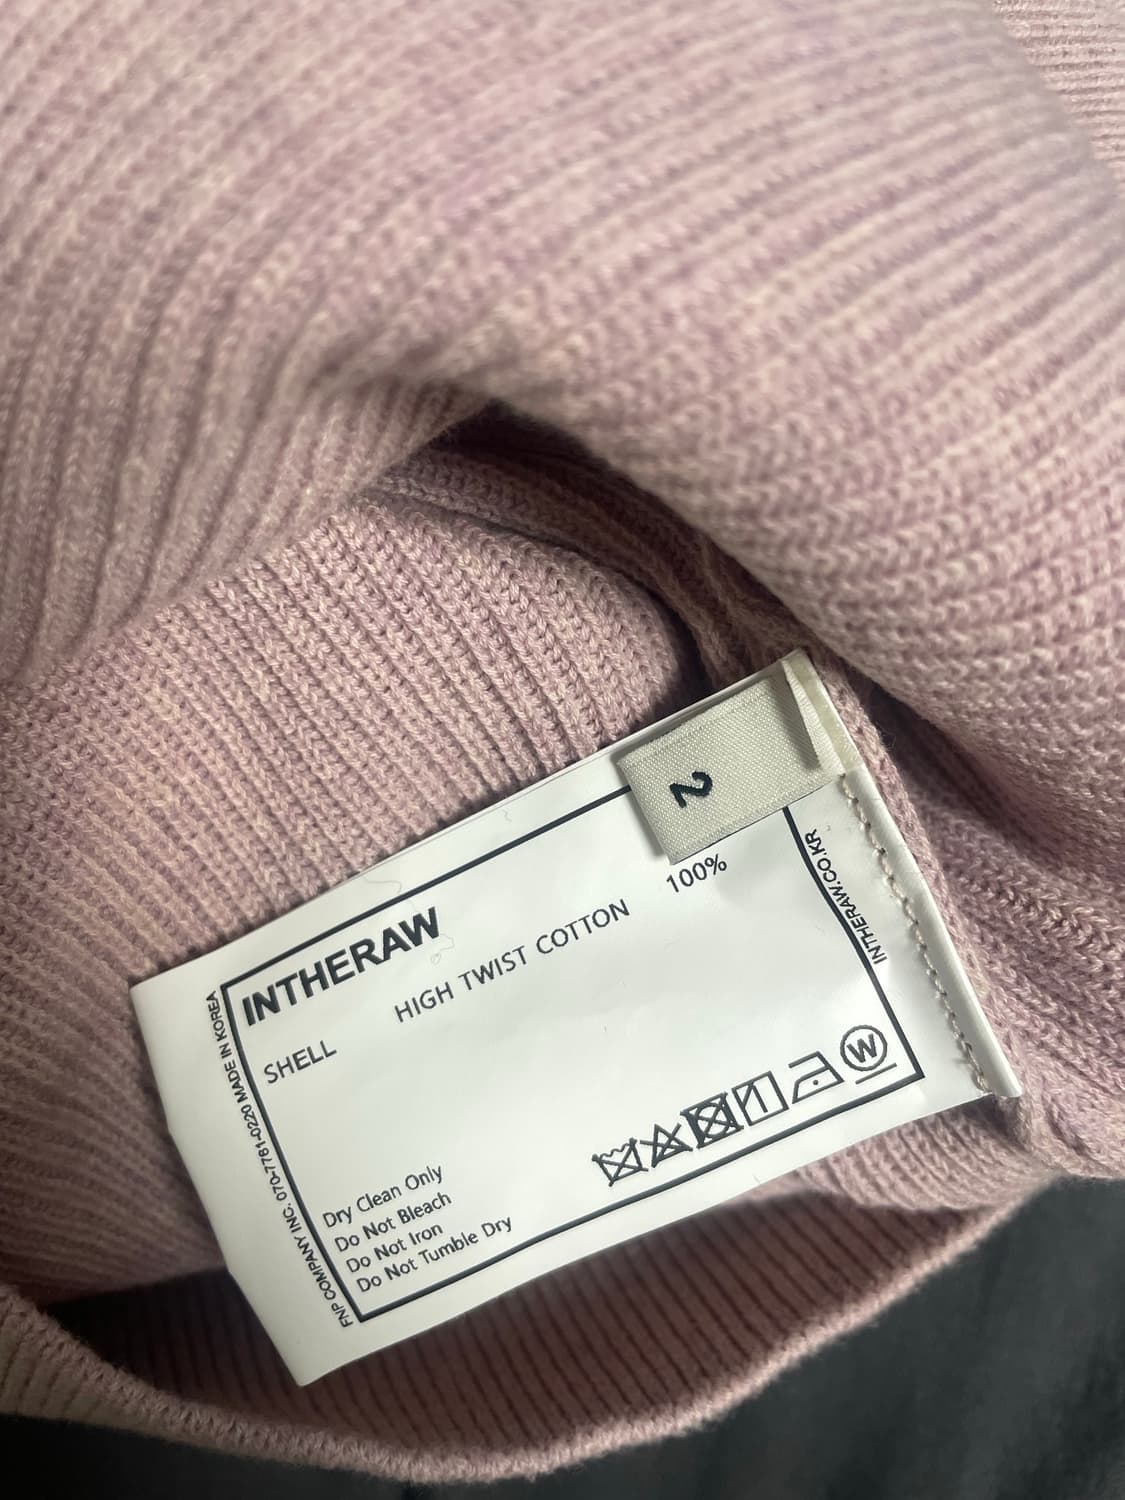 2
INTHERAW
SHELL
HIGH TWIST COTTON
100%
Dry Clean Only
Do Not Bleach
Do Not Iron
Do Not Tumble Dry
W
FNP COMPANY INC. 070-7781-0220 MADE IN KOREA
INTHERAW.CO.KR